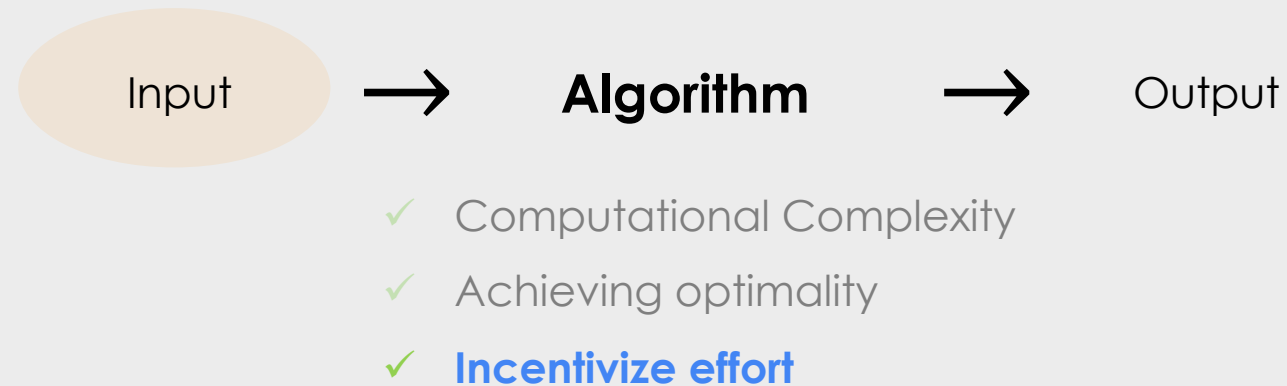 Input → Algorithm → Output
✓ Computational Complexity
✓ Achieving optimality
✓ Incentivize effort